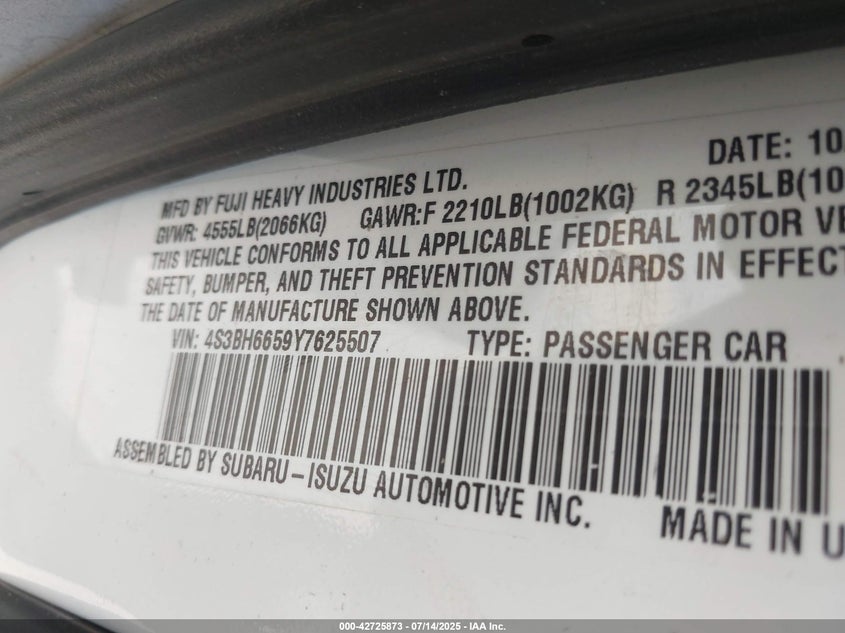 DATE: 10
MFD BY FUJI HEAVY INDUSTRIES LTD.
GVWR: 4555LB(2066KG) GAWR:F 2210LB(1002KG) R 2345LB(10
THIS VEHICLE CONFORMS TO ALL APPLICABLE FEDERAL MOTOR VE
SAFETY, BUMPER, AND THEFT PREVENTION STANDARDS IN EFFECT
THE DATE OF MANUFACTURE SHOWN ABOVE.
VIN: 4S3BH6659Y7625507 TYPE: PASSENGER CAR
ASSEMBLED BY SUBARU-ISUZU AUTOMOTIVE INC. MADE IN U
000-42725873 - 07/14/2025 - IAA Inc.